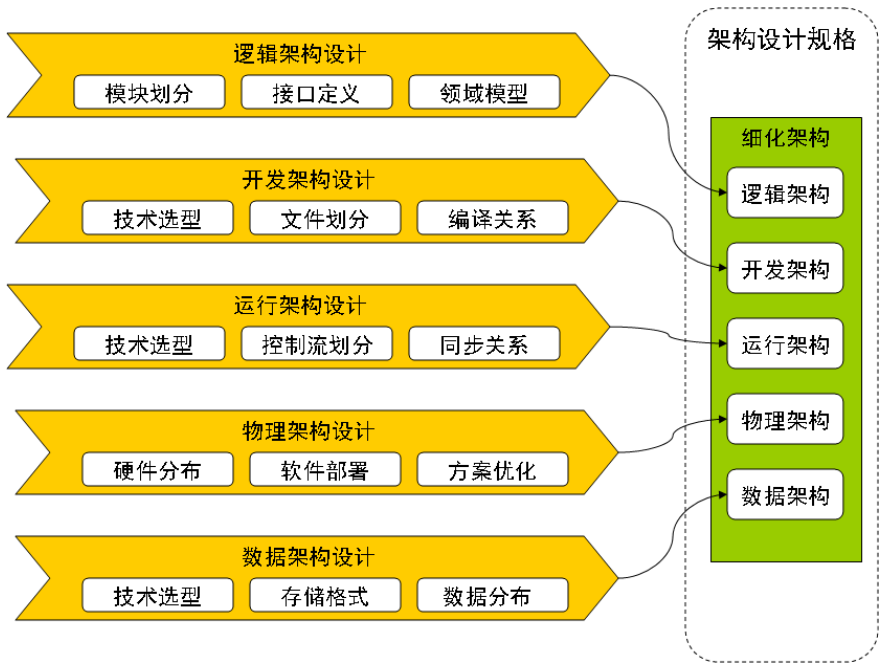 逻辑架构设计
模块划分 接口定义 领域模型
开发架构设计
技术选型 文件划分 编译关系
运行架构设计
技术选型 控制流划分 同步关系
物理架构设计
硬件分布 软件部署 方案优化
数据架构设计
技术选型 存储格式 数据分布
架构设计规格
细化架构
逻辑架构
开发架构
运行架构
物理架构
数据架构